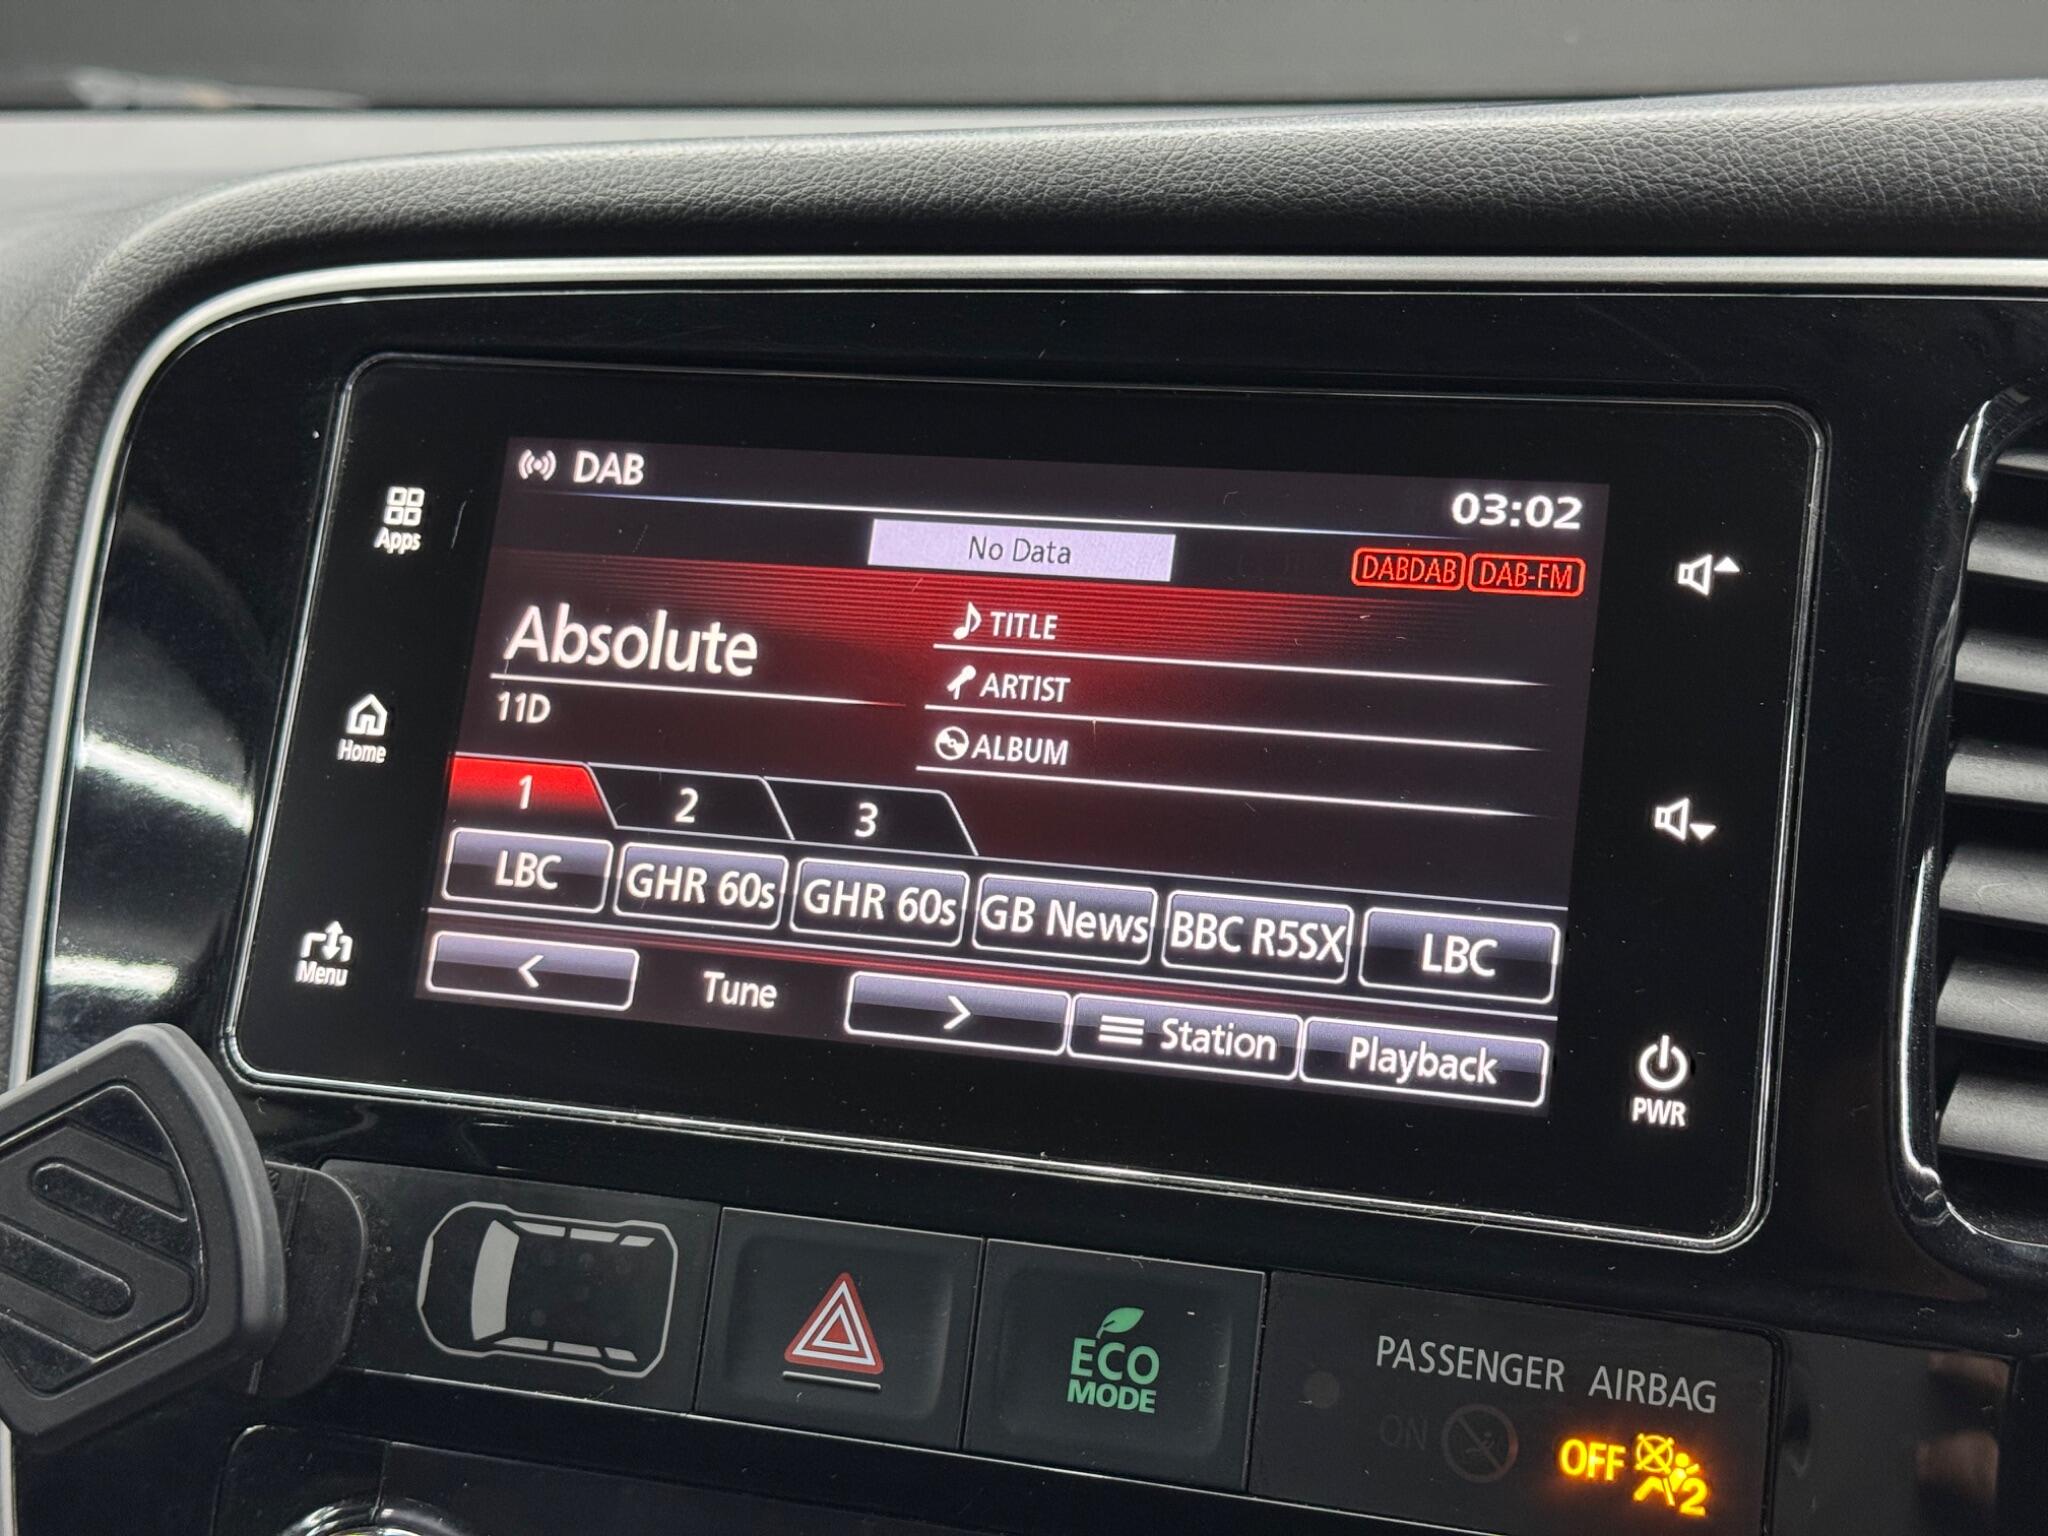 DAB
03:02
No Data
DABDAB DAB-FM
Apps
Absolute
TITLE
11D
ARTIST
ALBUM
Home
1 2 3
LBC GHR 60s GHR 60s GB News BBC R5SX LBC
Menu
< Tune > Station Playback
PWR
ECO
MODE
PASSENGER AIRBAG
ON OFF 2